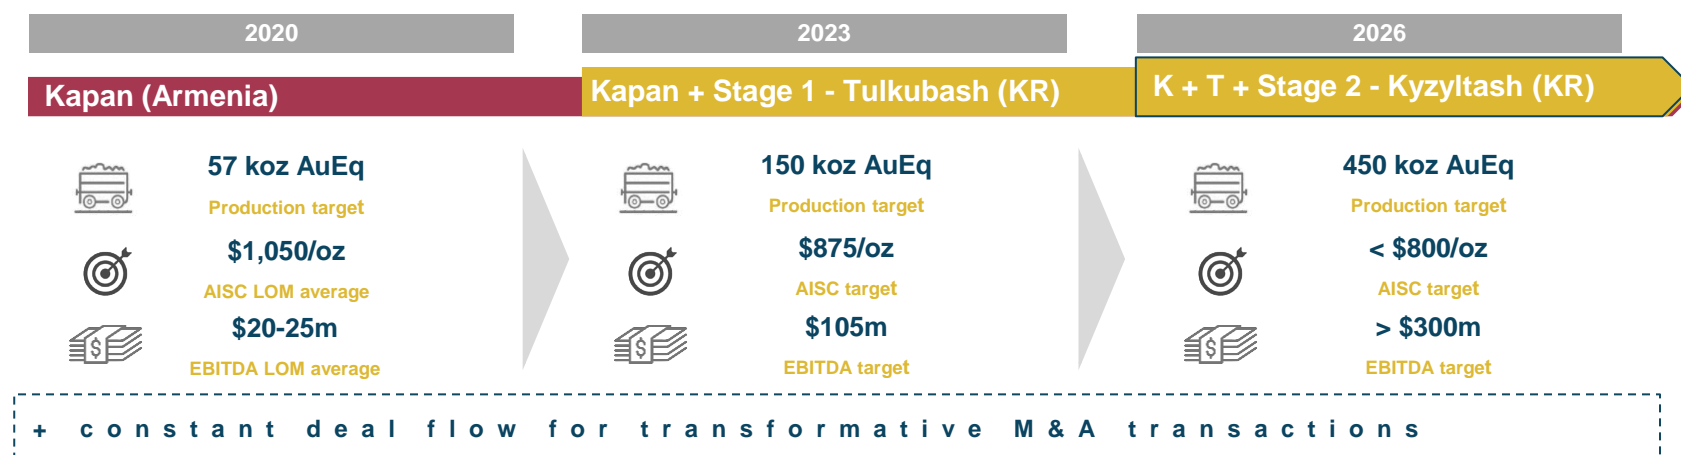 2020
2023
2026
Kapan (Armenia)
Kapan + Stage 1 - Tulkubash (KR)
K + T + Stage 2 - Kyzyltash (KR)
57 koz AuEq
Production target
$1,050/oz
AISC LOM average
$20-25m
EBITDA LOM average
150 koz AuEq
Production target
$875/oz
AISC target
$105m
EBITDA target
450 koz AuEq
Production target
< $800/oz
AISC target
> $300m
EBITDA target
+ constant deal flow for transformative M&A transactions